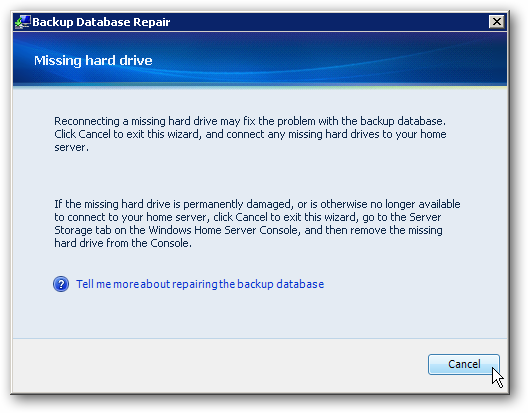 Backup Database Repair
Missing hard drive
Reconnecting a missing hard drive may fix the problem with the backup database.
Click Cancel to exit this wizard, and connect any missing hard drives to your home
server.
If the missing hard drive is permanently damaged, or is otherwise no longer available
to connect to your home server, click Cancel to exit this wizard, go to the Server
Storage tab on the Windows Home Server Console, and then remove the missing
hard drive from the Console.
? Tell me more about repairing the backup database
Cancel